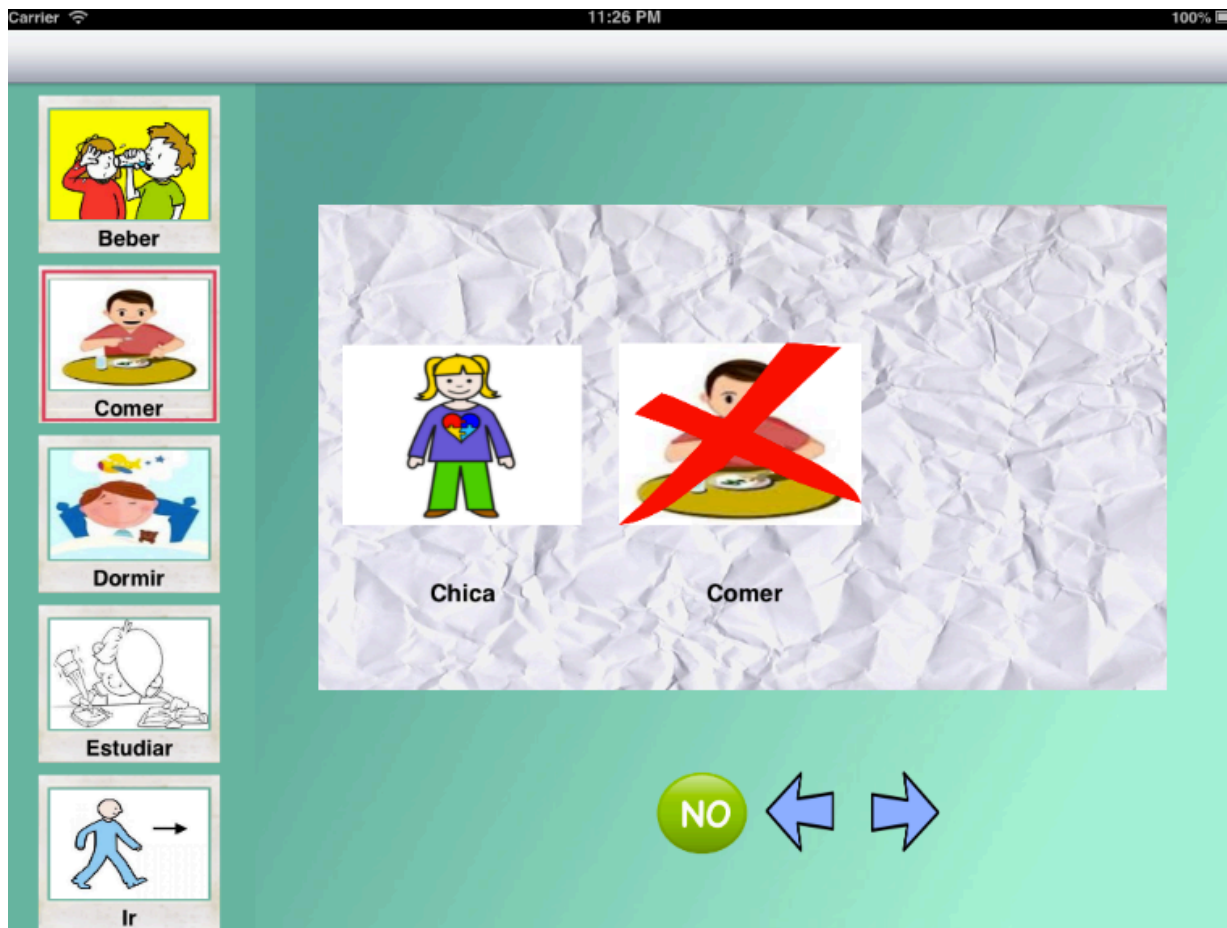 Carrier 11:26 PM 100%
Beber
Comer
Dormir
Estudiar
Ir
Chica Comer
NO